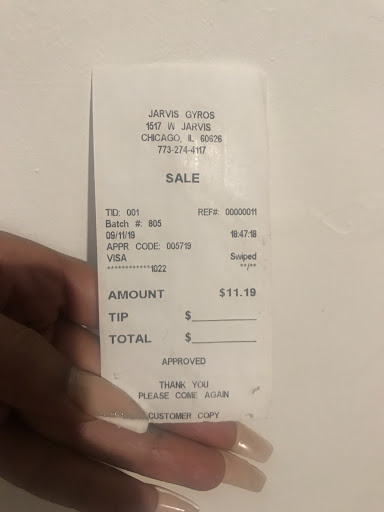 JARVIS GYROS
1517 W JARVIS
CHICAGO, IL 60626
773-274-4117
SALE
TID: 001 REF#: 00000011
Batch #: 805
09/11/19 18:47:18
APPR CODE: 005719
VISA Swiped
************1022 **/**
AMOUNT $11.19
TIP $
TOTAL $
APPROVED
THANK YOU
PLEASE COME AGAIN
CUSTOMER COPY